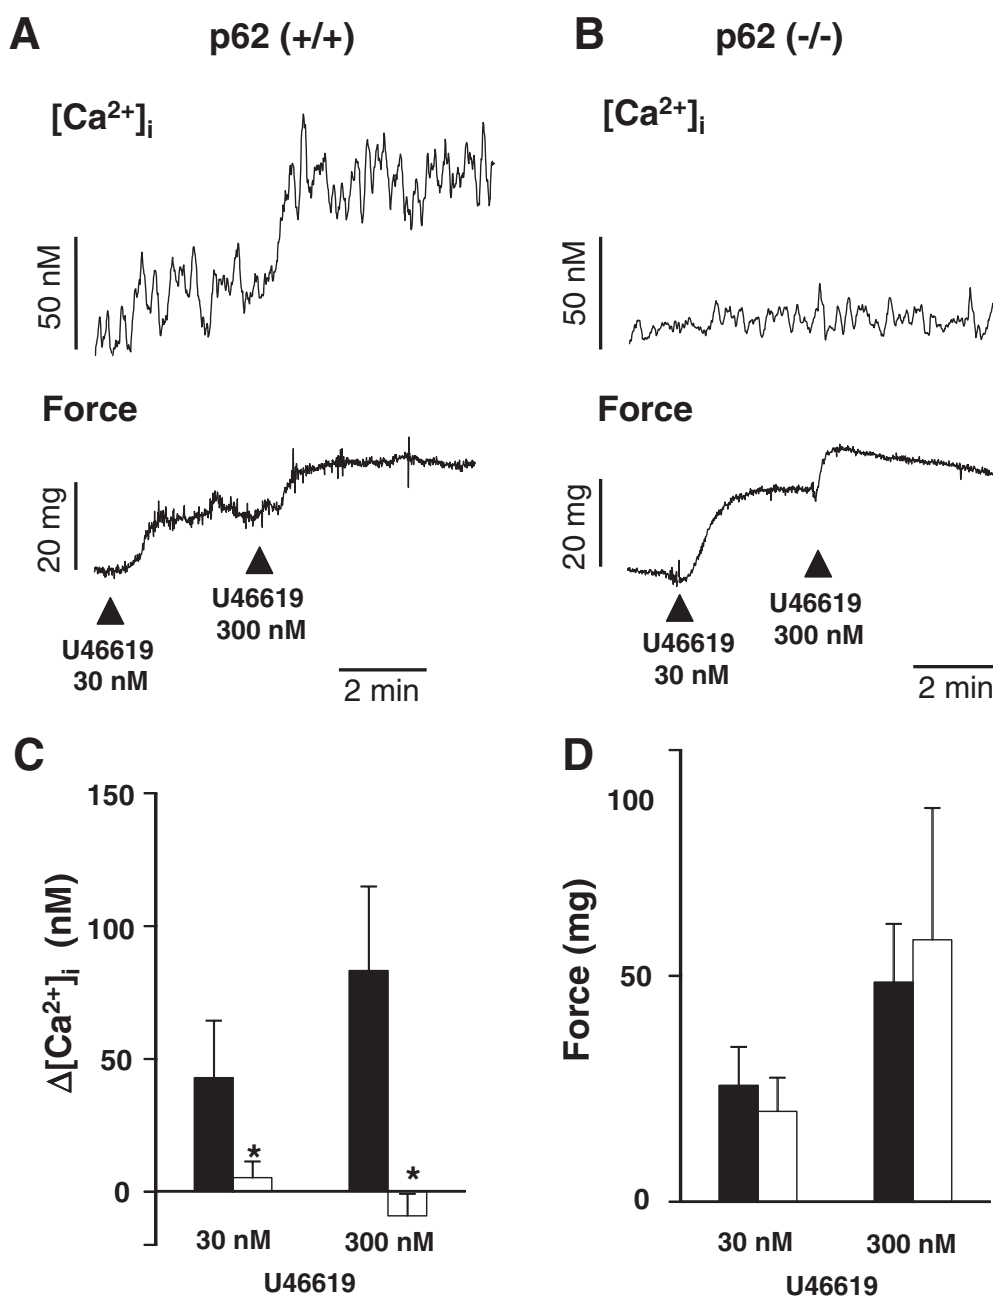 A
p62 (+/+)
[Ca²⁺]ᵢ
50 nM
Force
20 mg
U46619
300 nM
U46619
30 nM
2 min
B
p62 (-/-)
[Ca²⁺]ᵢ
50 nM
Force
20 mg
U46619
300 nM
U46619
30 nM
2 min
C
Δ[Ca²⁺]ᵢ (nM)
150
100
50
0
*
*
30 nM
300 nM
U46619
D
Force (mg)
100
50
0
30 nM
300 nM
U46619